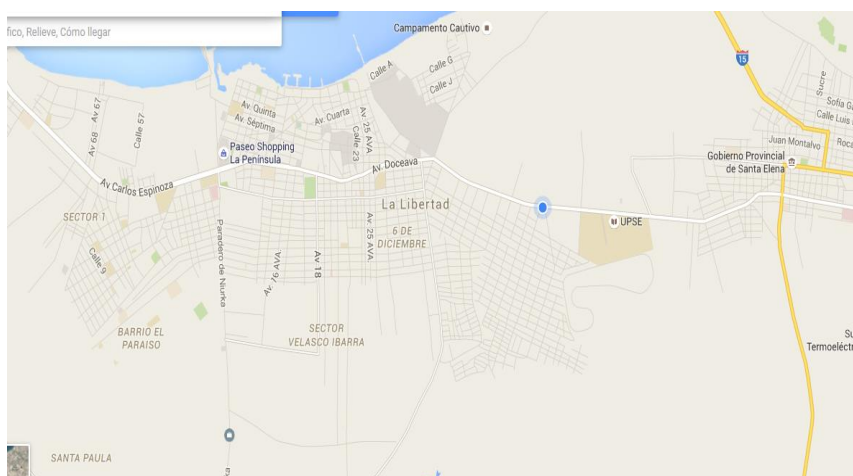 fico, Relieve, Cómo llegar
Campamento Cautivo
15
Calle A
Calle G
Calle J
Sucre
Sofía Ga
Calle Luis
Av 67
Av 68
Calle 57
Av. Quinta
Av. Séptima
Av. Cuarta
Av. 25 AVA
Calle 23
Juan Montalvo
Roca
Paseo Shopping
La Península
Av. Doceava
Gobierno Provincial
de Santa Elena
Av Carlos Espinoza
La Libertad
SECTOR 1
Paradero de Niurka
UPSE
6 DE
DICIEMBRE
Av. 25 AVA
Av. 16 AVA.
Av 18
Calle 9
BARRIO EL
PARAISO
SECTOR
VELASCO IBARRA
Su
Termoeléctr
SANTA PAULA